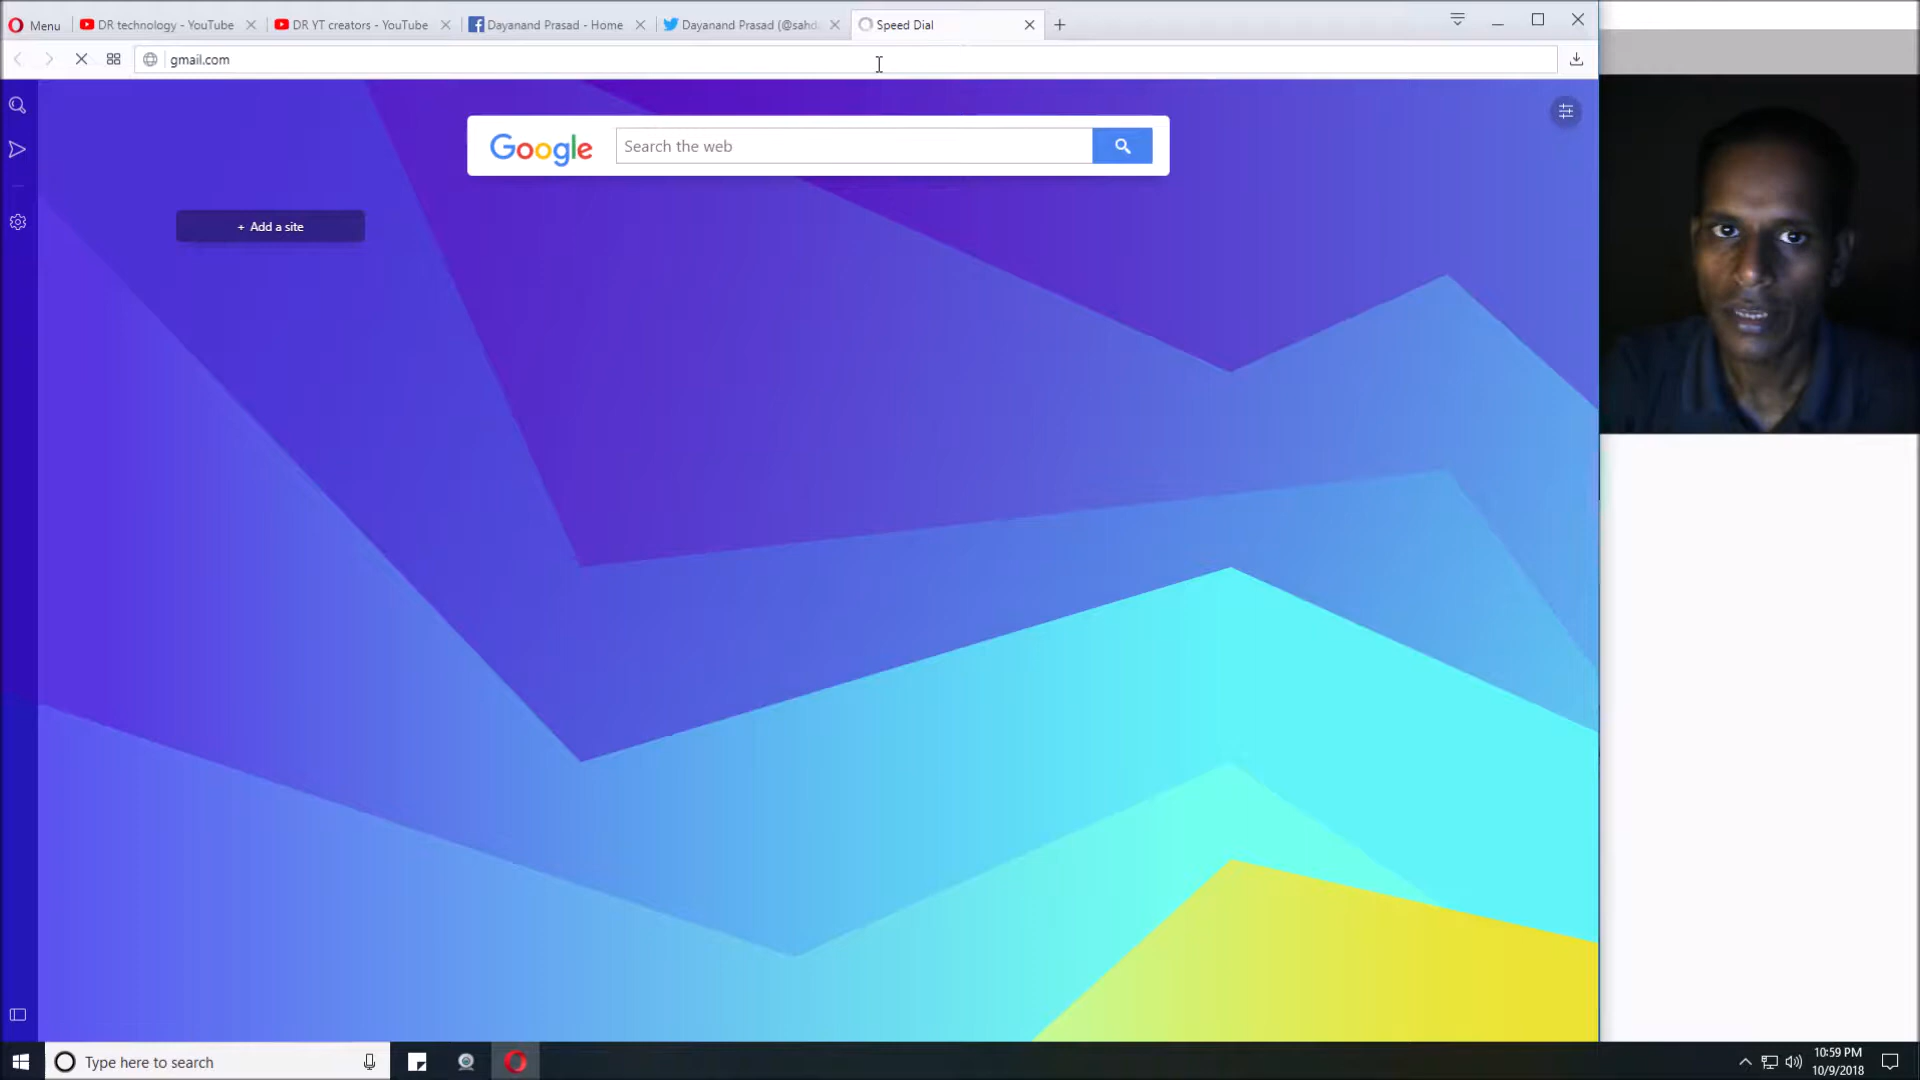 Menu
DR technology - YouTube
DR YT creators - YouTube
Dayanand Prasad - Home
Dayanand Prasad (@sahd
Speed Dial
gmail.com
Google
Search the web
+ Add a site
Type here to search
10:59 PM
10/9/2018